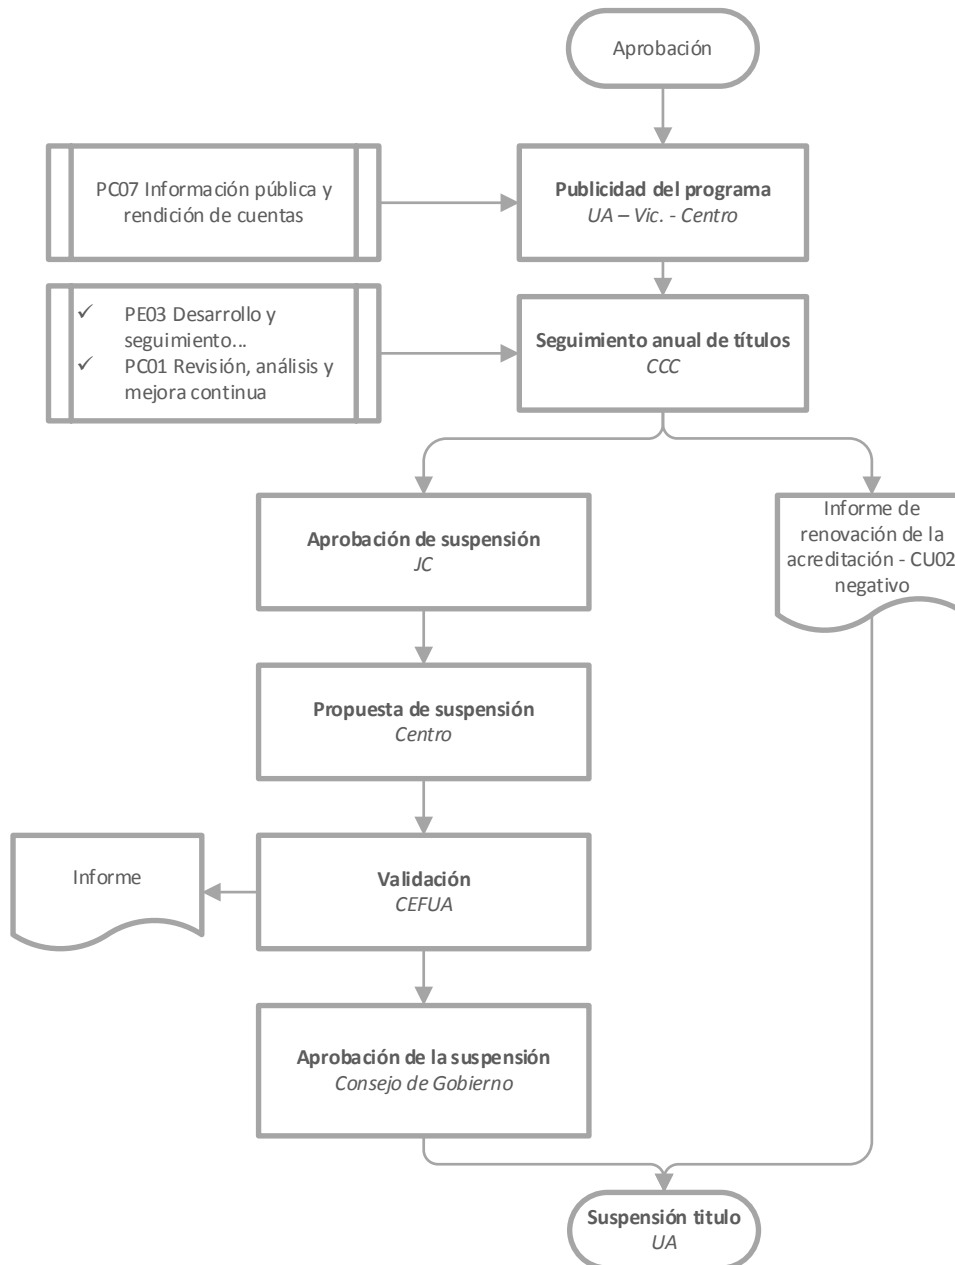 Aprobación
PC07 Información pública y
rendición de cuentas
Publicidad del programa
UA – Vic. - Centro
✓ PE03 Desarrollo y
seguimiento...
✓ PC01 Revisión, análisis y
mejora continua
Seguimiento anual de títulos
CCC
Aprobación de suspensión
JC
Informe de
renovación de la
acreditación - CU02
negativo
Propuesta de suspensión
Centro
Informe
Validación
CEFUA
Aprobación de la suspensión
Consejo de Gobierno
Suspensión titulo
UA